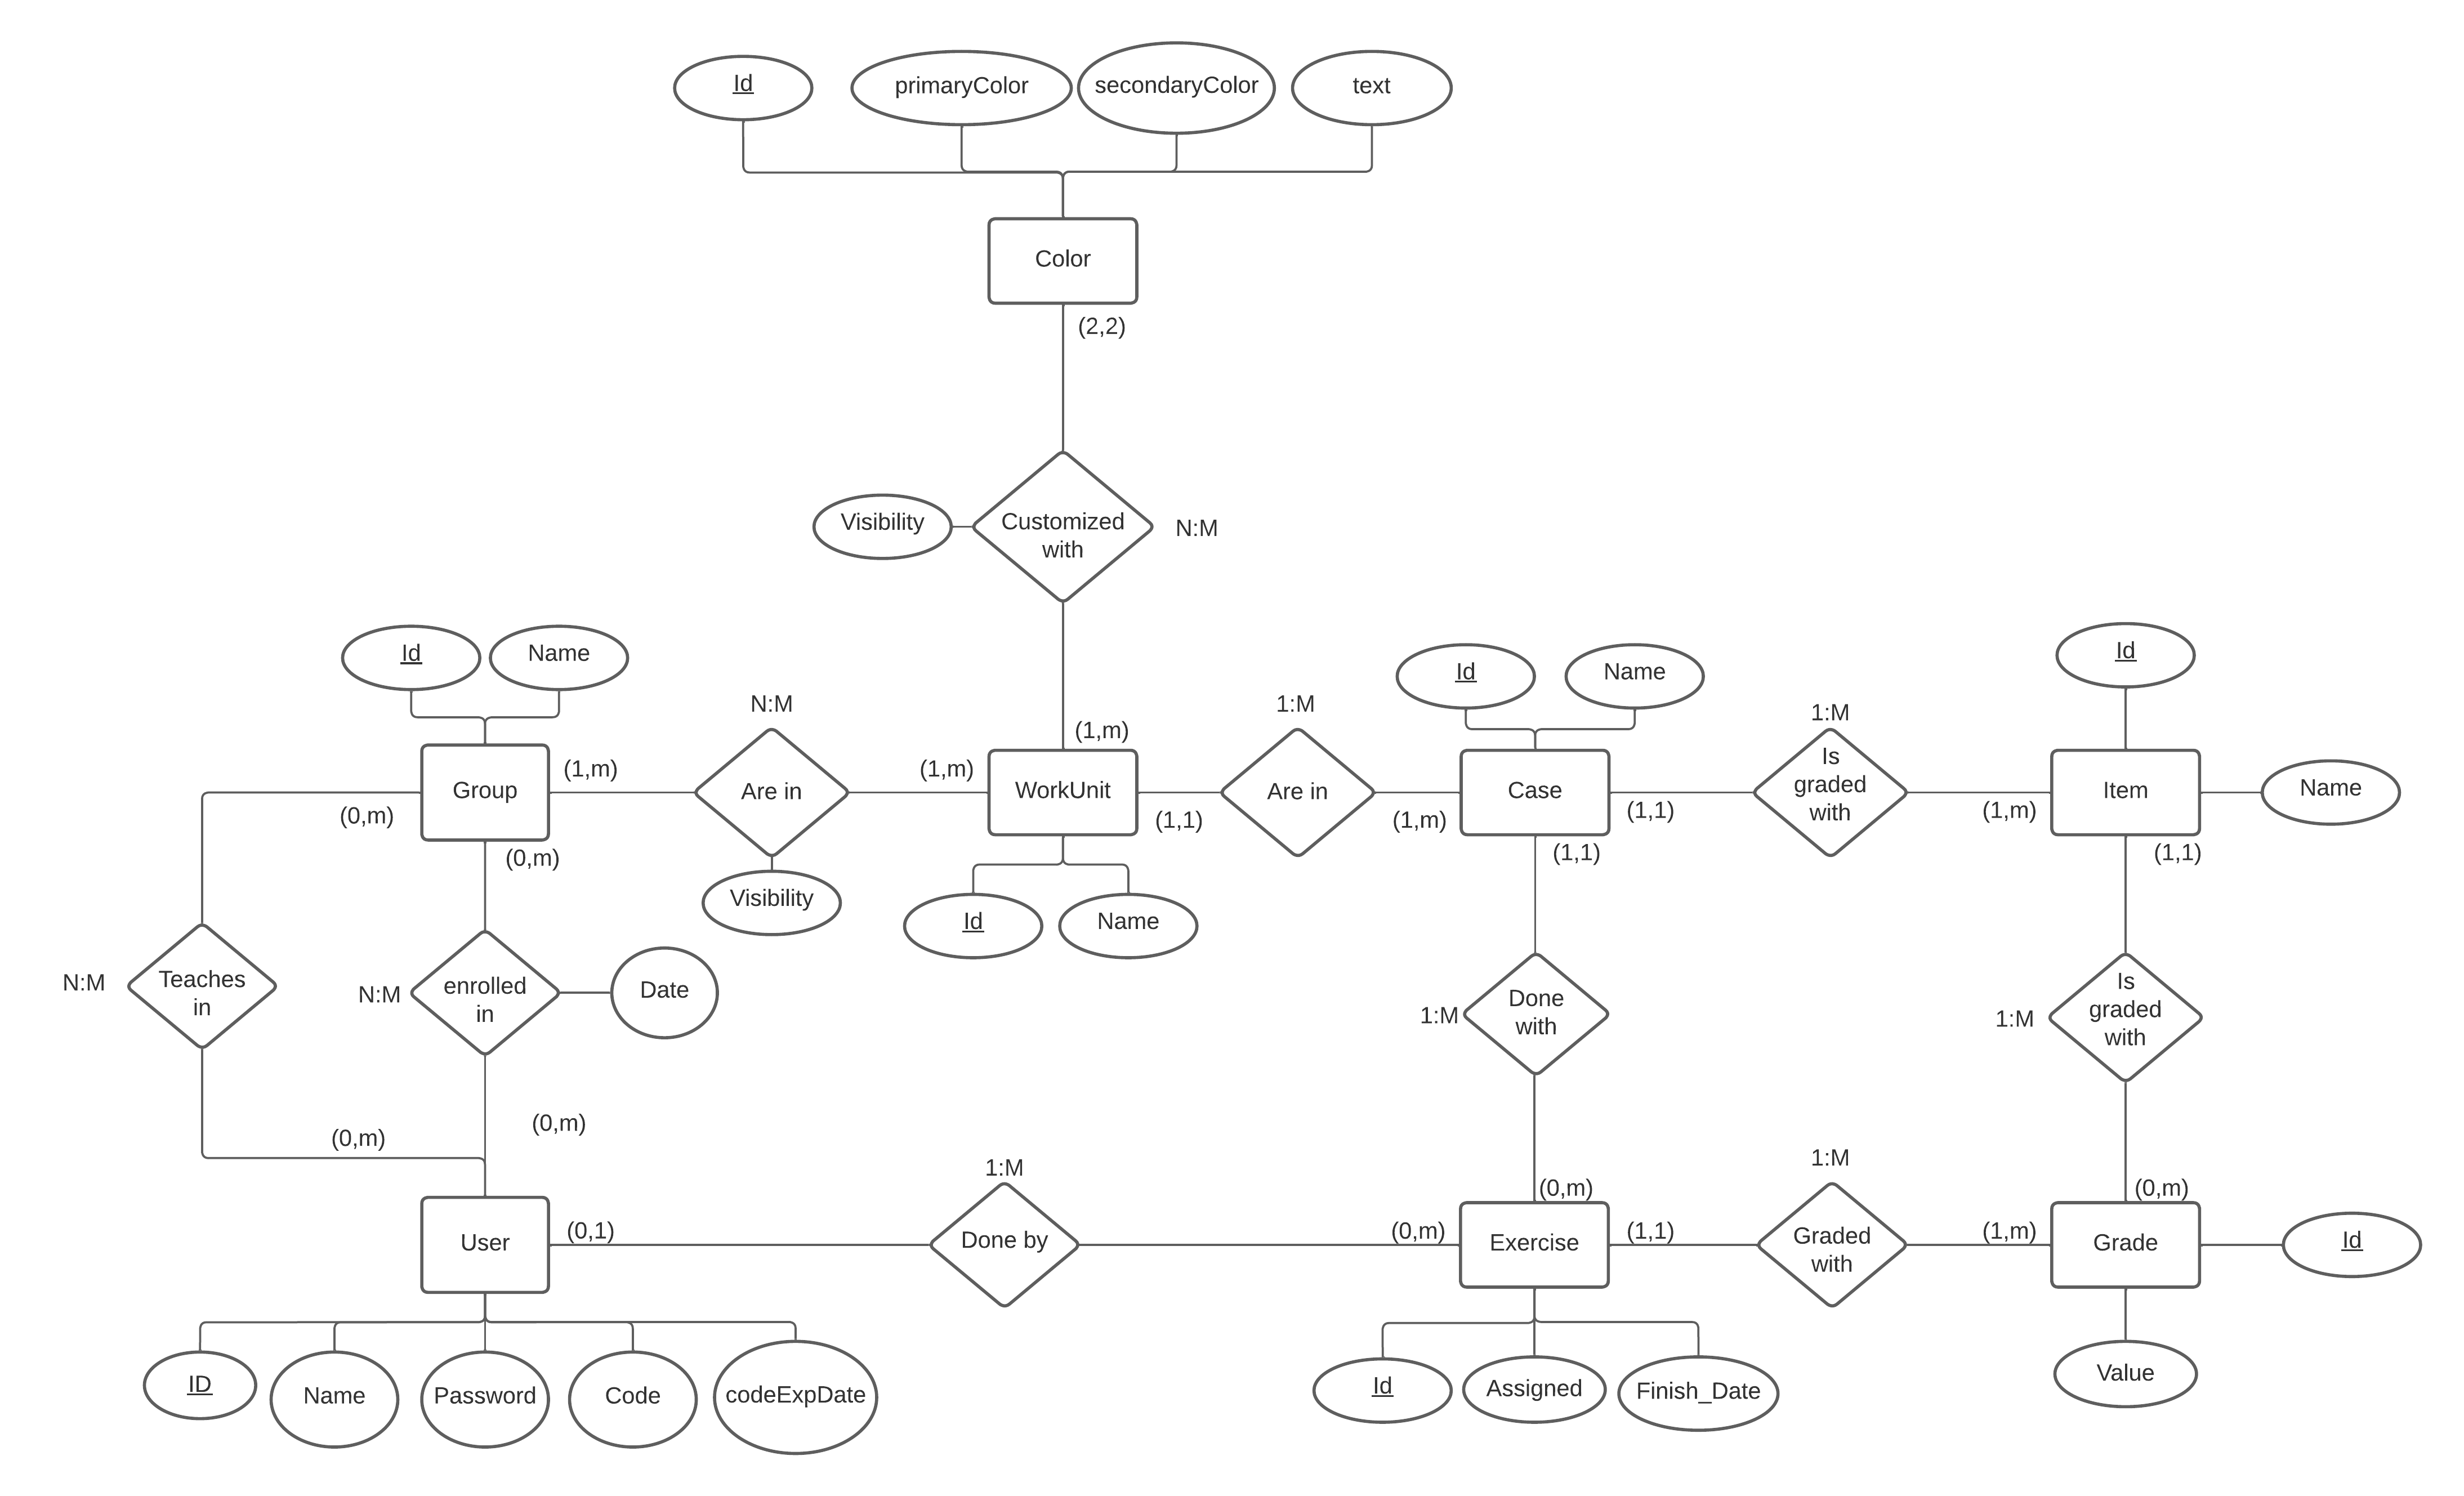 Id
primaryColor
secondaryColor
text
Color
(2,2)
Visibility
Customized
with
N:M
Id
Name
N:M
(1,m)
1:M
Id
Name
1:M
Id
Group
(1,m)
(0,m)
(0,m)
Are in
(1,m)
WorkUnit
(1,1)
Are in
(1,m)
Case
(1,1)
(1,1)
Is
graded
with
(1,m)
Item
(1,1)
Name
Visibility
Id
Name
N:M
Teaches
in
N:M
enrolled
in
Date
1:M
Done
with
1:M
Is
graded
with
(0,m)
(0,m)
1:M
1:M
(0,m)
(0,m)
User
(0,1)
Done by
(0,m)
Exercise
(1,1)
Graded
with
(1,m)
Grade
Id
ID
Name
Password
Code
codeExpDate
Id
Assigned
Finish_Date
Value